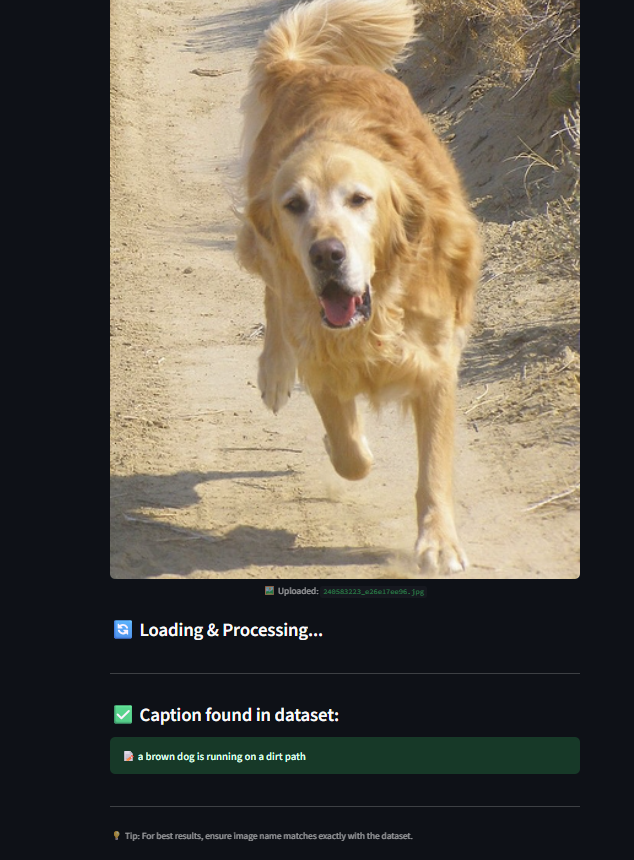 Uploaded: 240583223_e26e17ee96.jpg
Loading & Processing...
Caption found in dataset:
a brown dog is running on a dirt path
Tip: For best results, ensure image name matches exactly with the dataset.